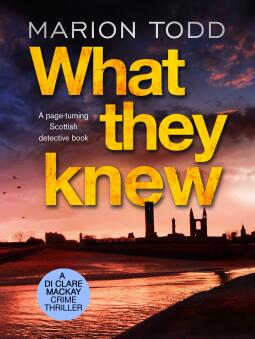 MARION TODD
What
they
knew
A page-turning
Scottish
detective book
A
DI CLARE
MACKAY
CRIME
THRILLER